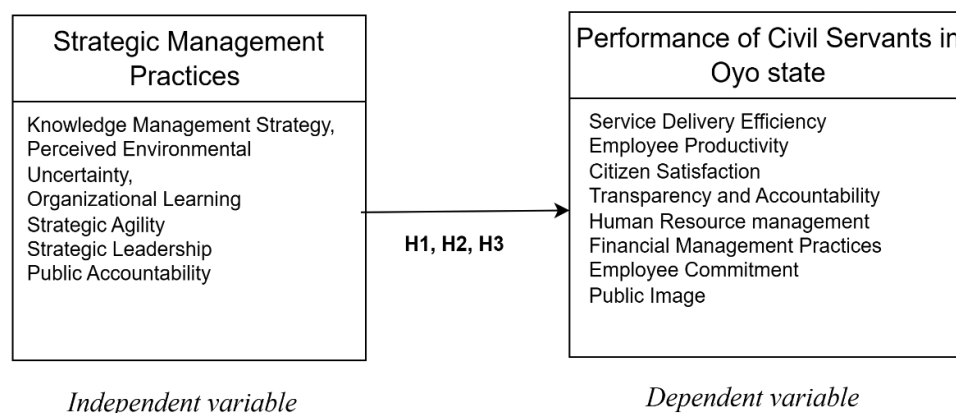 Strategic Management
Practices
Knowledge Management Strategy,
Perceived Environmental
Uncertainty,
Organizational Learning
Strategic Agility
Strategic Leadership
Public Accountability
H1, H2, H3
Performance of Civil Servants in
Oyo state
Service Delivery Efficiency
Employee Productivity
Citizen Satisfaction
Transparency and Accountability
Human Resource management
Financial Management Practices
Employee Commitment
Public Image
Independent variable
Dependent variable